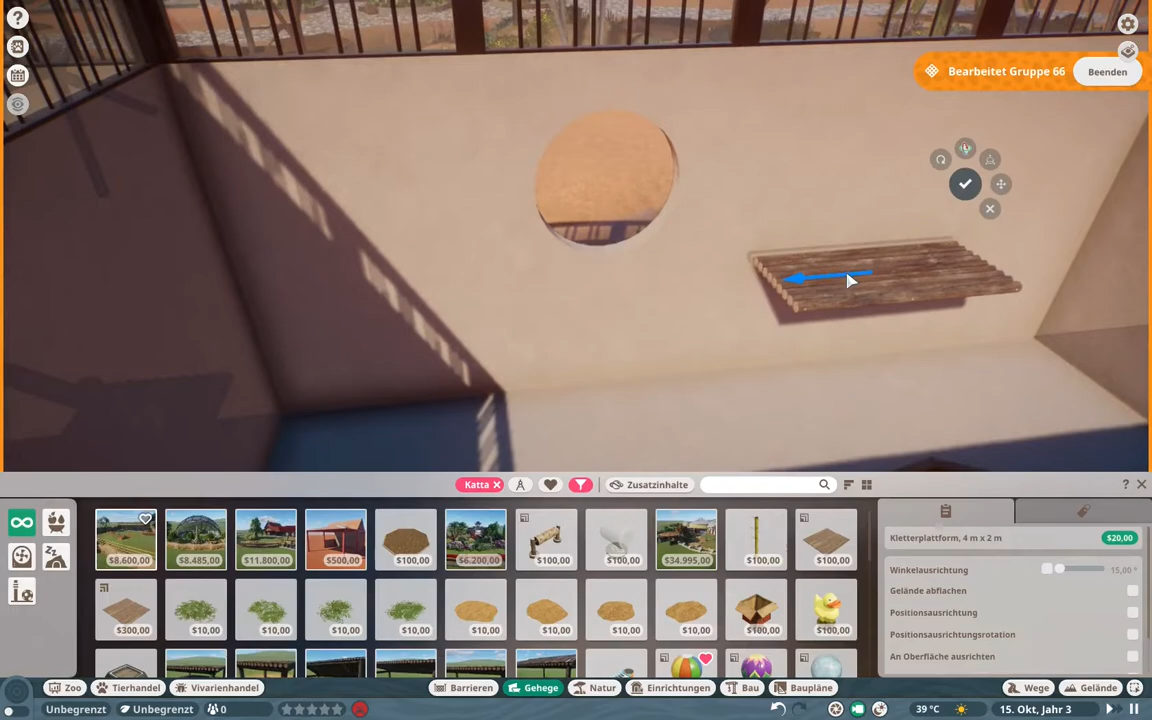 ?
Bearbeitet Gruppe 66
Beenden
Katta ×
Zusatzinhalte
? ×
$8.600,00
$8.485,00
$11.800,00
$500,00
$100,00
$6.200,00
$100,00
$100,00
$34.995,00
$100,00
$100,00
$300,00
$10,00
$10,00
$10,00
$10,00
$10,00
$10,00
$10,00
$10,00
$100,00
$100,00
Kletterplattform, 4 m x 2 m
$20,00
Winkelausrichtung
15,00 °
Gelände abflachen
Positionsausrichtung
Positionsausrichtungsrotation
An Oberfläche ausrichten
Zoo
Tierhandel
Vivarienhandel
Barrieren
Gehege
Natur
Einrichtungen
Bau
Baupläne
Wege
Gelände
Unbegrenzt
Unbegrenzt
0
39 °C
15. Okt, Jahr 3